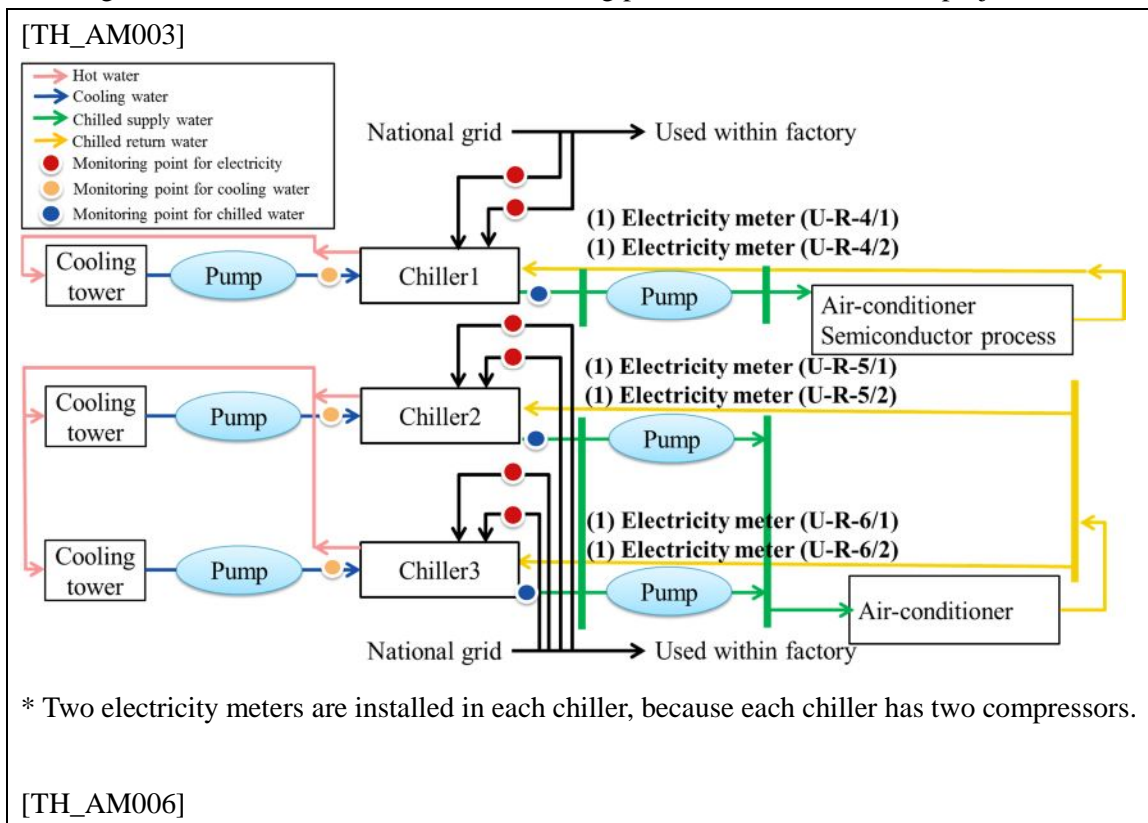 [TH_AM003]
Hot water
Cooling water
Chilled supply water
Chilled return water
Monitoring point for electricity
Monitoring point for cooling water
Monitoring point for chilled water
National grid
Used within factory
(1) Electricity meter (U-R-4/1)
(1) Electricity meter (U-R-4/2)
Cooling
tower
Pump
Chiller1
Pump
Air-conditioner
Semiconductor process
(1) Electricity meter (U-R-5/1)
(1) Electricity meter (U-R-5/2)
Cooling
tower
Pump
Chiller2
Pump
(1) Electricity meter (U-R-6/1)
(1) Electricity meter (U-R-6/2)
Cooling
tower
Pump
Chiller3
Pump
Air-conditioner
National grid
Used within factory
* Two electricity meters are installed in each chiller, because each chiller has two compressors.
[TH_AM006]